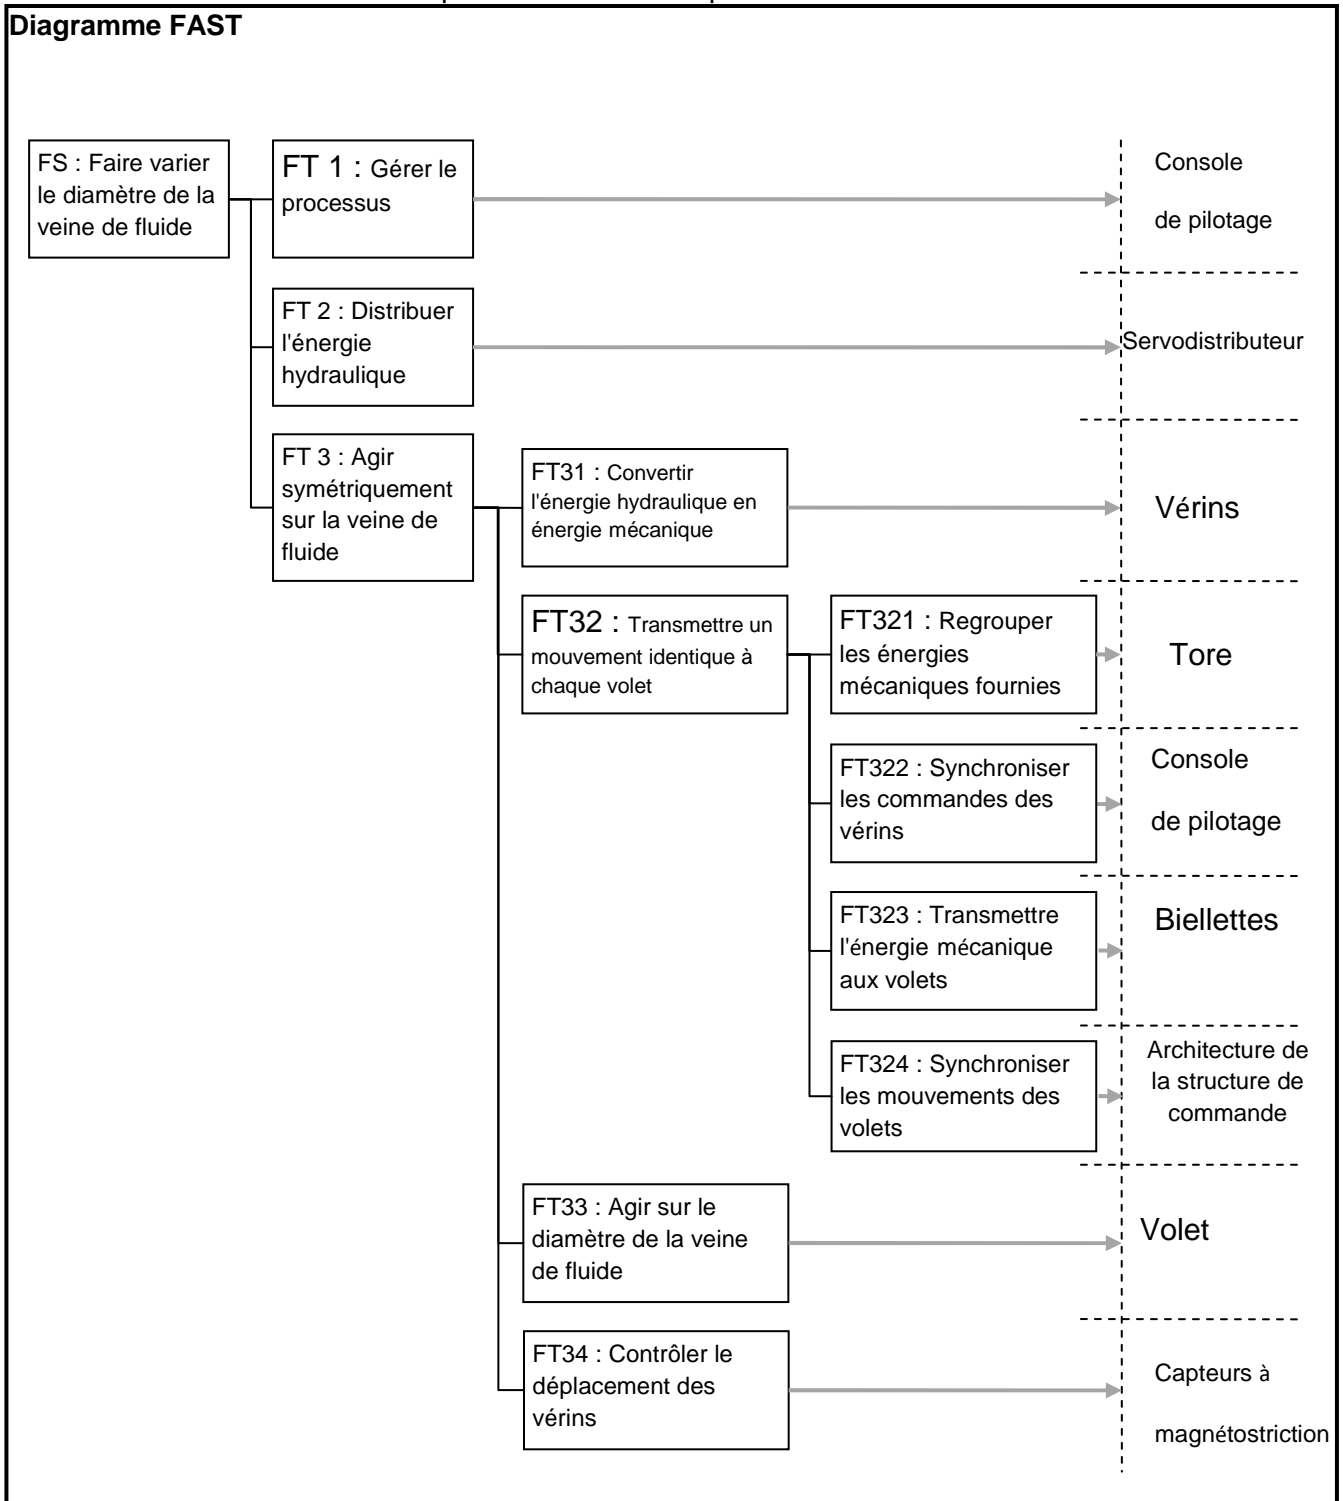 Diagramme FAST
FS : Faire varier
le diamètre de la
veine de fluide
FT 1 : Gérer le
processus
Console
de pilotage
FT 2 : Distribuer
l'énergie
hydraulique
Servodistributeur
FT 3 : Agir
symétriquement
sur la veine de
fluide
FT31 : Convertir
l'énergie hydraulique en
énergie mécanique
Vérins
FT32 : Transmettre un
mouvement identique à
chaque volet
FT321 : Regrouper
les énergies
mécaniques fournies
Tore
FT322 : Synchroniser
les commandes des
vérins
Console
de pilotage
FT323 : Transmettre
l'énergie mécanique
aux volets
Biellettes
FT324 : Synchroniser
les mouvements des
volets
Architecture de
la structure de
commande
FT33 : Agir sur le
diamètre de la veine
de fluide
Volet
FT34 : Contrôler le
déplacement des
vérins
Capteurs à
magnétostriction